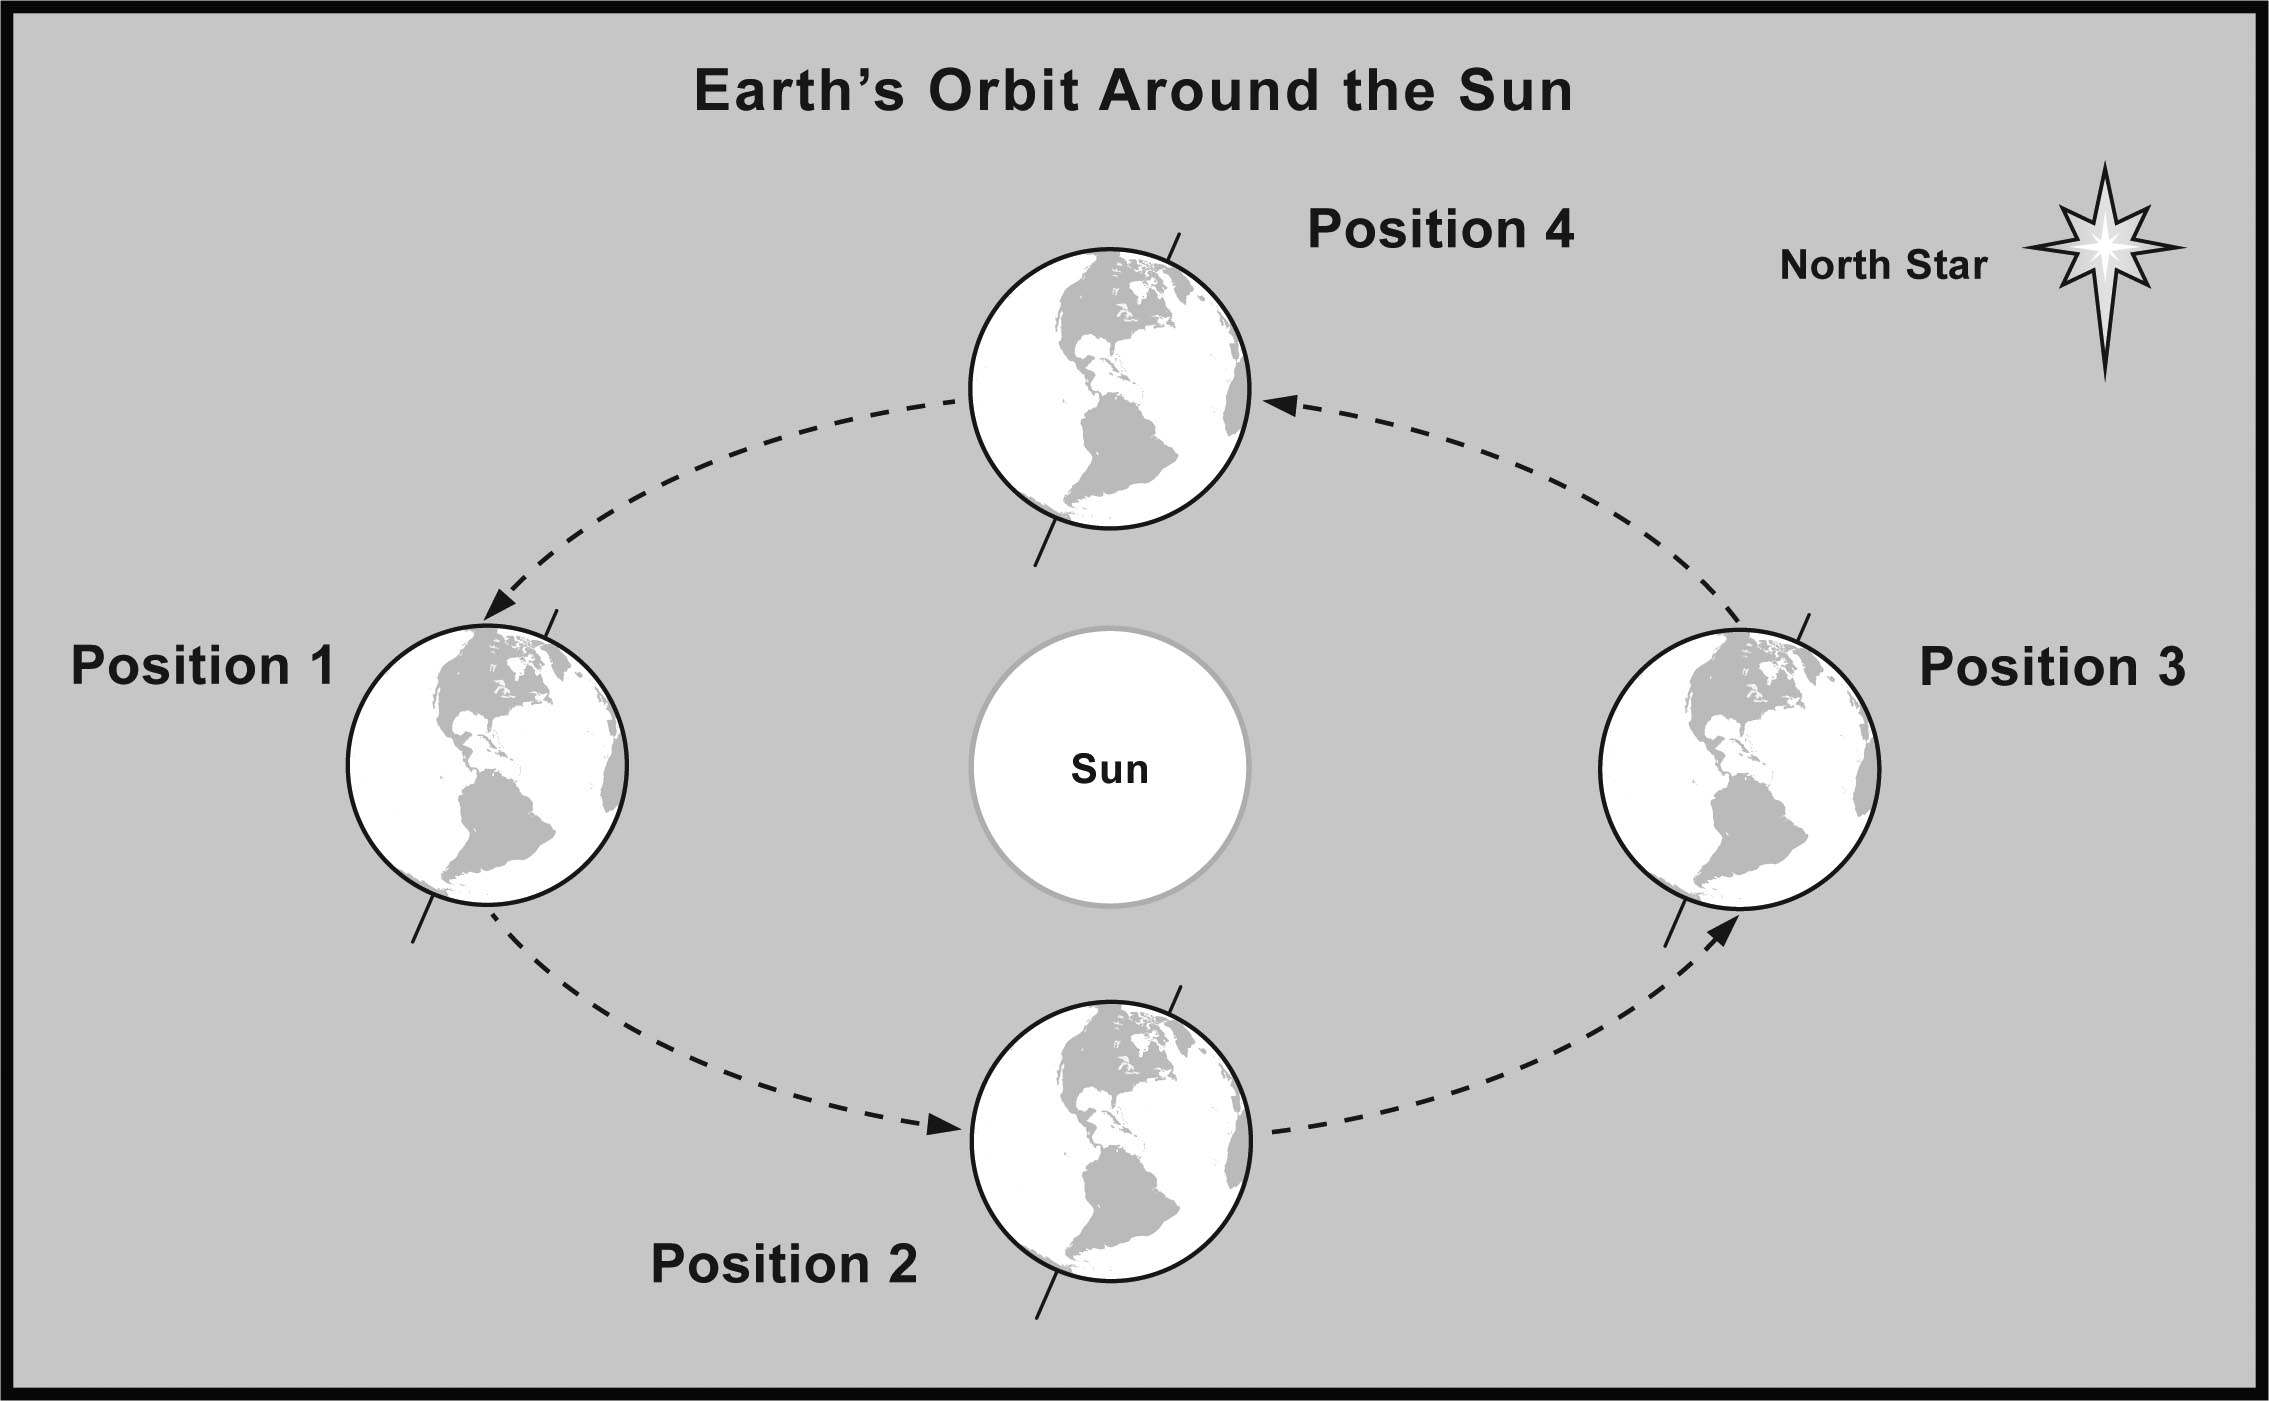 Earth’s Orbit Around the Sun
Position 4
North Star
Position 1
Position 3
Sun
Position 2